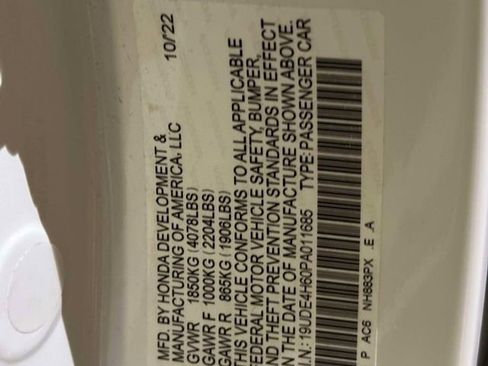 MFD. BY HONDA DEVELOPMENT &
MANUFACTURING OF AMERICA, LLC 10/22
GVWR 1850KG (4078LBS)
GAWR F 1000KG (2204LBS)
GAWR R 865KG (1906LBS)
THIS VEHICLE CONFORMS TO ALL APPLICABLE
FEDERAL MOTOR VEHICLE SAFETY, BUMPER,
AND THEFT PREVENTION STANDARDS IN EFFECT
ON THE DATE OF MANUFACTURE SHOWN ABOVE.
V.I.N.: 19UDE4H60PA011685 TYPE: PASSENGER CAR
P AC6 NH883PX E A